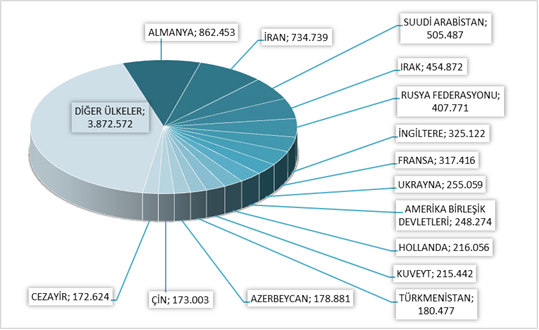 ALMANYA; 862.453
İRAN; 734.739
SUUDİ ARABİSTAN;
505.487
IRAK; 454.872
RUSYA FEDERASYONU;
407.771
İNGİLTERE; 325.122
FRANSA; 317.416
UKRAYNA; 255.059
AMERİKA BİRLEŞİK
DEVLETLERİ; 248.274
HOLLANDA; 216.056
KUVEYT; 215.442
TÜRKMENİSTAN;
180.477
AZERBEYCAN; 178.881
ÇİN; 173.003
CEZAYİR; 172.624
DİĞER ÜLKELER;
3.872.572